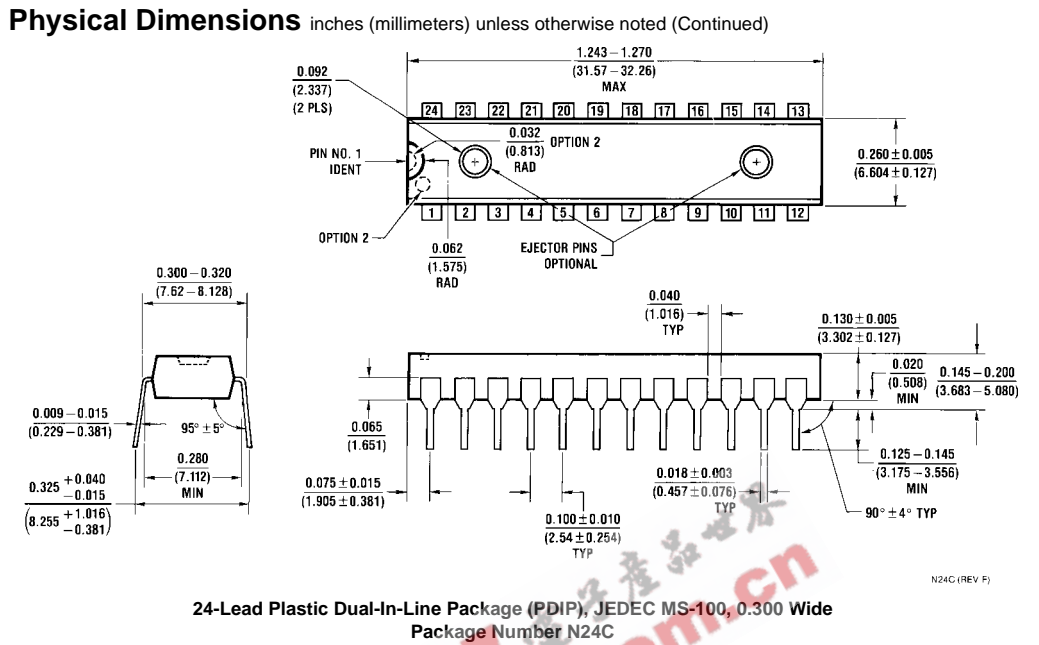 Physical Dimensions inches (millimeters) unless otherwise noted (Continued)
1.243 – 1.270
(31.57 – 32.26)
MAX
0.092
(2.337)
(2 PLS)
24 23 22 21 20 19 18 17 16 15 14 13
0.032
(0.813)
RAD
OPTION 2
PIN NO. 1
IDENT
0.260 ± 0.005
(6.604 ± 0.127)
1 2 3 4 5 6 7 8 9 10 11 12
OPTION 2
0.062
(1.575)
RAD
EJECTOR PINS
OPTIONAL
0.300 – 0.320
(7.62 – 8.128)
0.040
(1.016)
TYP
0.130 ± 0.005
(3.302 ± 0.127)
0.020
(0.508)
MIN
0.145 – 0.200
(3.683 – 5.080)
0.009 – 0.015
(0.229 – 0.381)
95° ± 5°
0.065
(1.651)
0.280
(7.112)
MIN
0.125 – 0.145
(3.175 – 3.556)
MIN
0.325 + 0.040
– 0.015
(8.255 + 1.016)
– 0.381
0.075 ± 0.015
(1.905 ± 0.381)
0.018 ± 0.003
(0.457 ± 0.076)
TYP
90° ± 4° TYP
0.100 ± 0.010
(2.54 ± 0.254)
TYP
電子產品世界
N24C (REV F)
24-Lead Plastic Dual-In-Line Package (PDIP), JEDEC MS-100, 0.300 Wide
Package Number N24C
om.cn